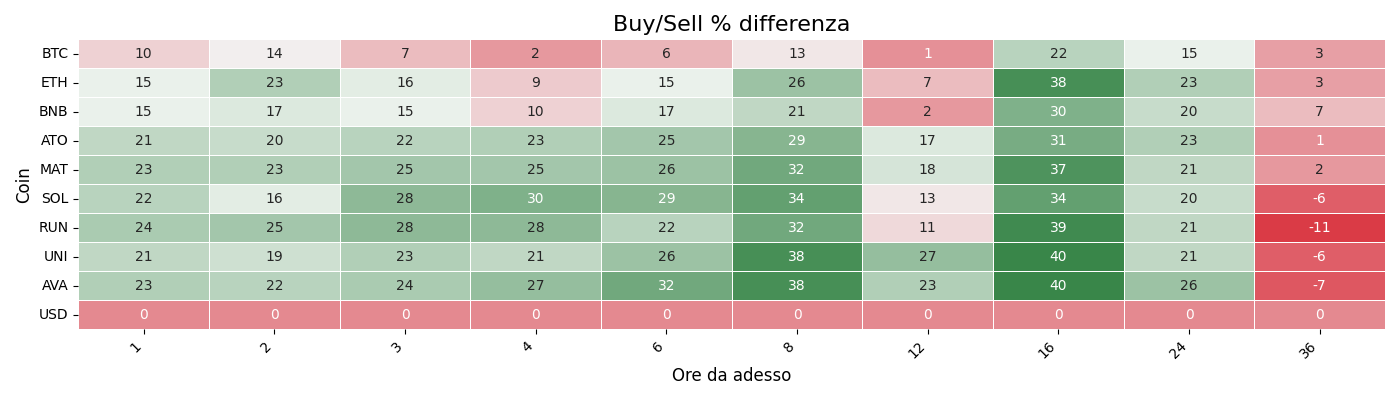 Buy/Sell % differenza
Coin
BTC 10 14 7 2 6 13 1 22 15 3
ETH 15 23 16 9 15 26 7 38 23 3
BNB 15 17 15 10 17 21 2 30 20 7
ATO 21 20 22 23 25 29 17 31 23 1
MAT 23 23 25 25 26 32 18 37 21 2
SOL 22 16 28 30 29 34 13 34 20 -6
RUN 24 25 28 28 22 32 11 39 21 -11
UNI 21 19 23 21 26 38 27 40 21 -6
AVA 23 22 24 27 32 38 23 40 26 -7
USD 0 0 0 0 0 0 0 0 0 0
1 2 3 4 6 8 12 16 24 36
Ore da adesso